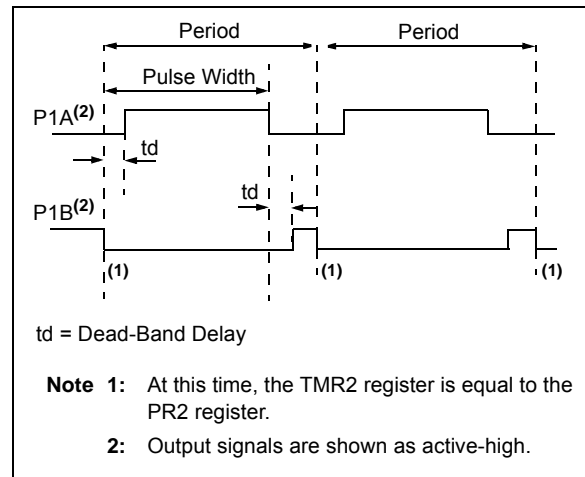 Period Period
Pulse Width
P1A(2)
td
td
P1B(2)
(1) (1) (1)
td = Dead-Band Delay
Note 1: At this time, the TMR2 register is equal to the
PR2 register.
2: Output signals are shown as active-high.